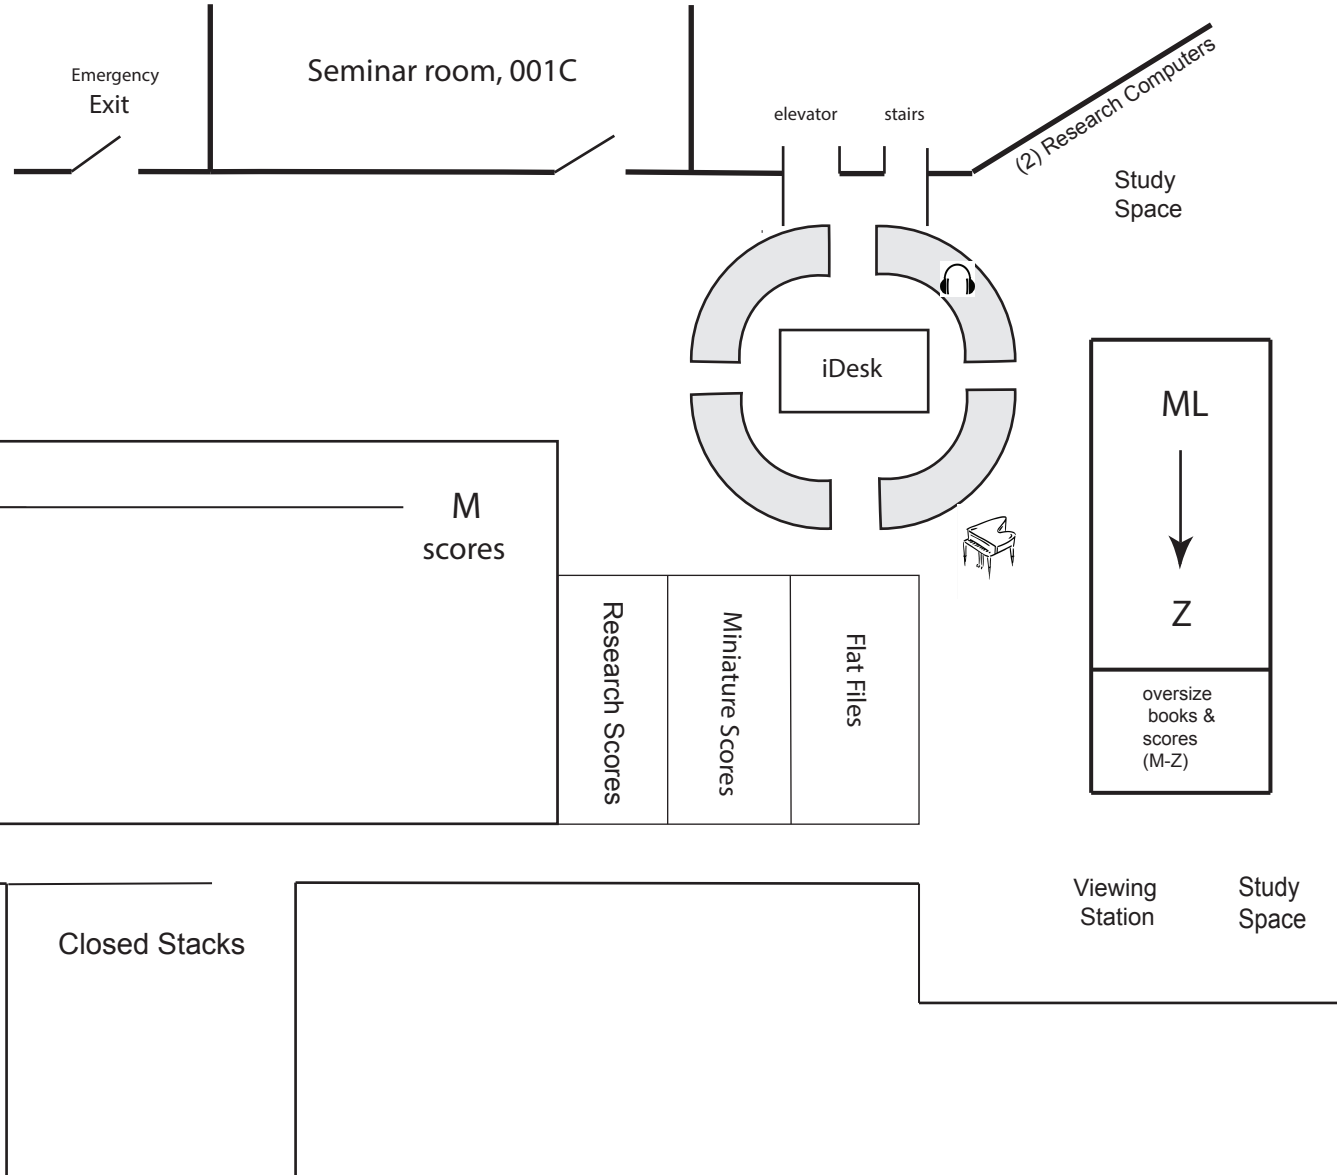 Emergency
Exit
Seminar room, 001C
elevator
stairs
(2) Research Computers
Study
Space
iDesk
ML
Z
oversize
books &
scores
(M-Z)
M
scores
Research Scores
Miniature Scores
Flat Files
Closed Stacks
Viewing
Station
Study
Space